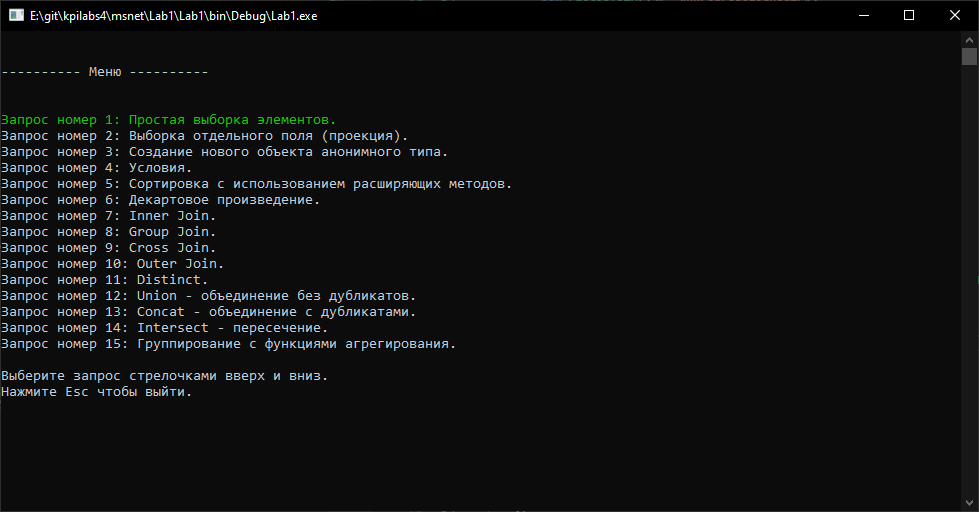 E:\git\kpilabs4\msnet\Lab1\Lab1\bin\Debug\Lab1.exe
---------- Меню ----------
Запрос номер 1: Простая выборка элементов.
Запрос номер 2: Выборка отдельного поля (проекция).
Запрос номер 3: Создание нового объекта анонимного типа.
Запрос номер 4: Условия.
Запрос номер 5: Сортировка с использованием расширяющих методов.
Запрос номер 6: Декартовое произведение.
Запрос номер 7: Inner Join.
Запрос номер 8: Group Join.
Запрос номер 9: Cross Join.
Запрос номер 10: Outer Join.
Запрос номер 11: Distinct.
Запрос номер 12: Union - объединение без дубликатов.
Запрос номер 13: Concat - объединение с дубликатами.
Запрос номер 14: Intersect - пересечение.
Запрос номер 15: Группирование с функциями агрегирования.
Выберите запрос стрелочками вверх и вниз.
Нажмите Esc чтобы выйти.